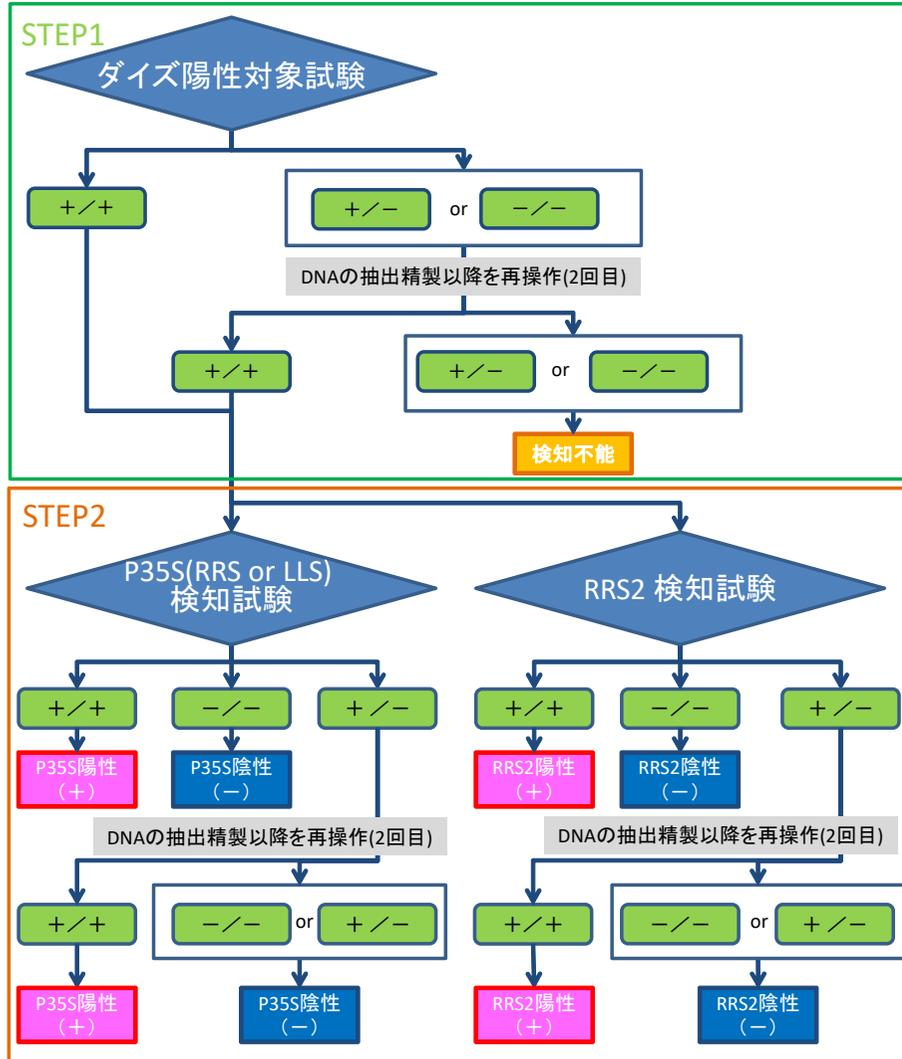 STEP1
ダイズ陽性対象試験
+/+
+/-
or
-/-
DNAの抽出精製以降を再操作(2回目)
+/+
+/-
or
-/-
検知不能
STEP2
P35S(RRS or LLS)
検知試験
RRS2 検知試験
+/+
-/-
+/-
+/+
-/-
+/-
P35S陽性
(+)
P35S陰性
(-)
RRS2陽性
(+)
RRS2陰性
(-)
DNAの抽出精製以降を再操作(2回目)
DNAの抽出精製以降を再操作(2回目)
+/+
-/-
or
+/-
+/+
-/-
or
+/-
P35S陽性
(+)
P35S陰性
(-)
RRS2陽性
(+)
RRS2陰性
(-)